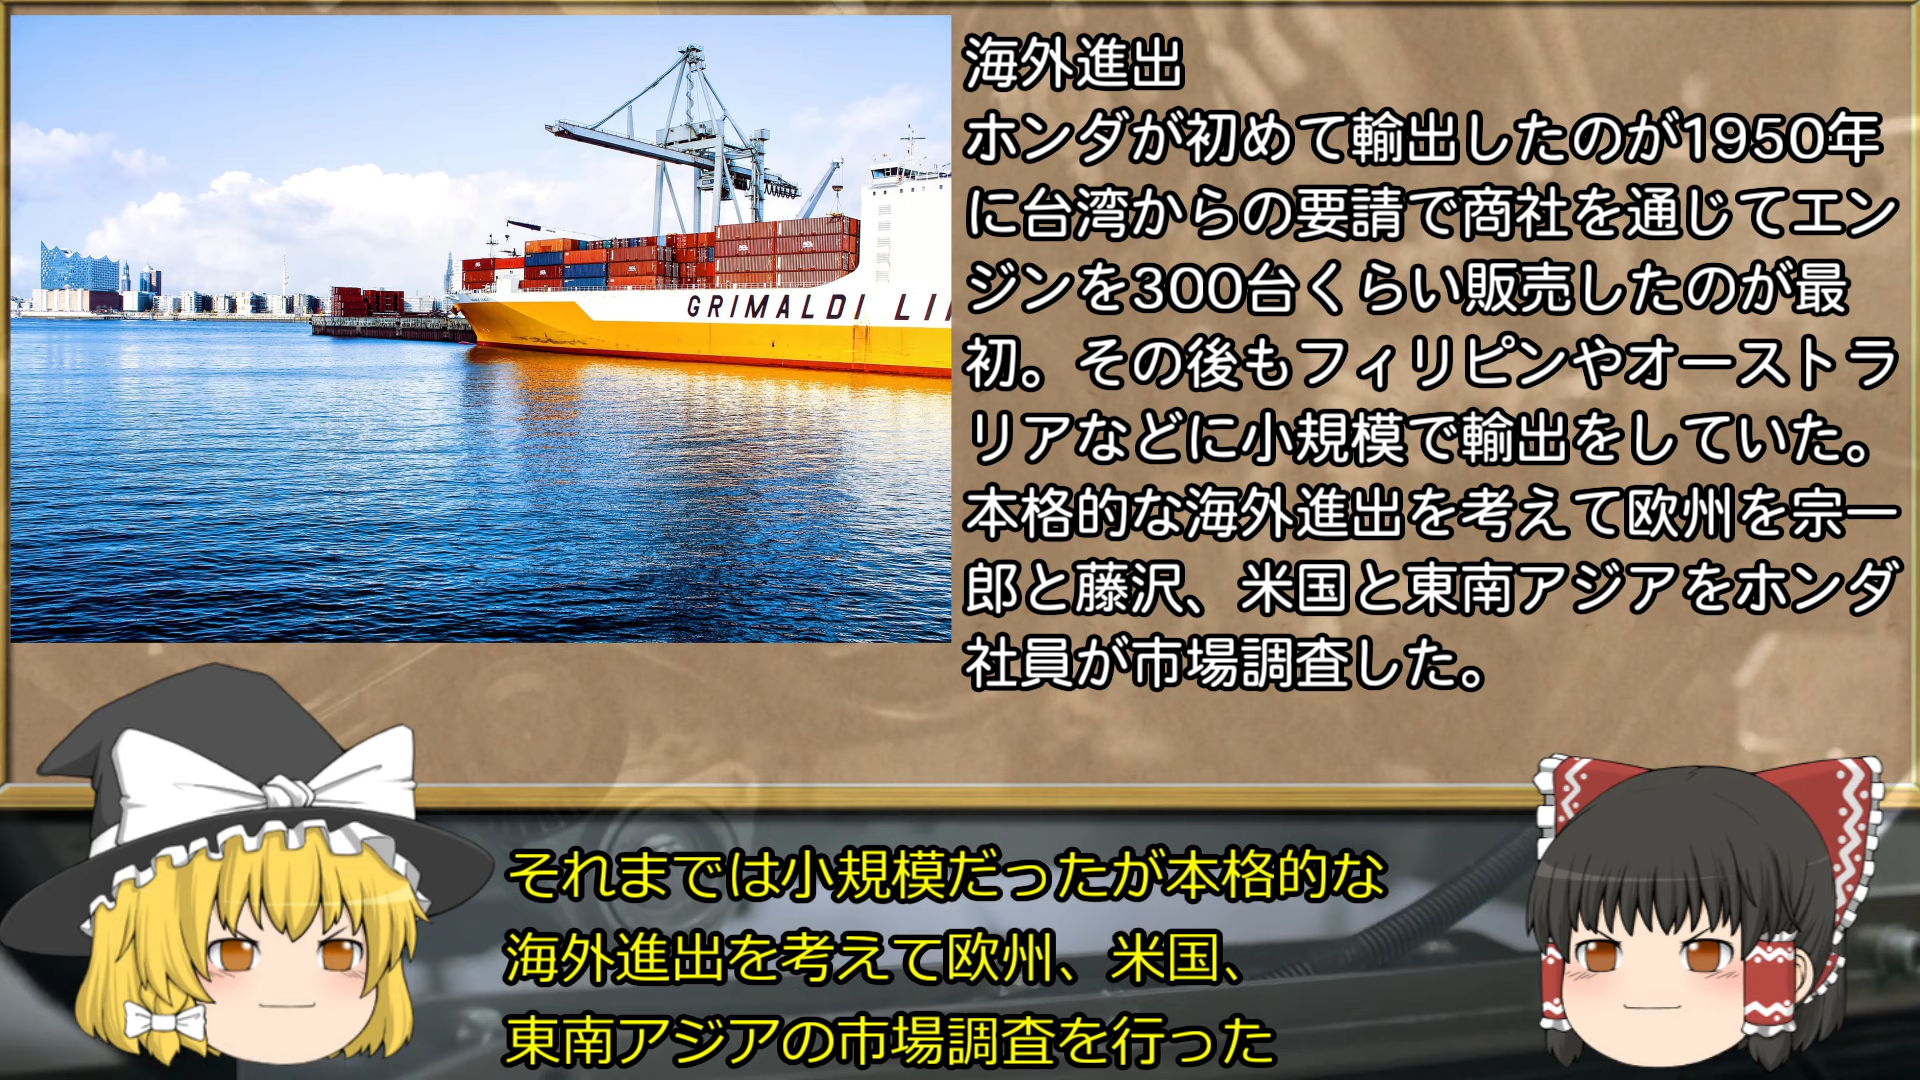 海外進出
ホンダが初めて輸出したのが1950年
に台湾からの要請で商社を通じてエン
ジンを300台くらい販売したのが最
初。その後もフィリピンやオーストラ
リアなどに小規模で輸出をしていた。
本格的な海外進出を考えて欧州を宗一
郎と藤沢、米国と東南アジアをホンダ
社員が市場調査した。
GRIMALDI LI
それまでは小規模だったが本格的な
海外進出を考えて欧州、米国、
東南アジアの市場調査を行った